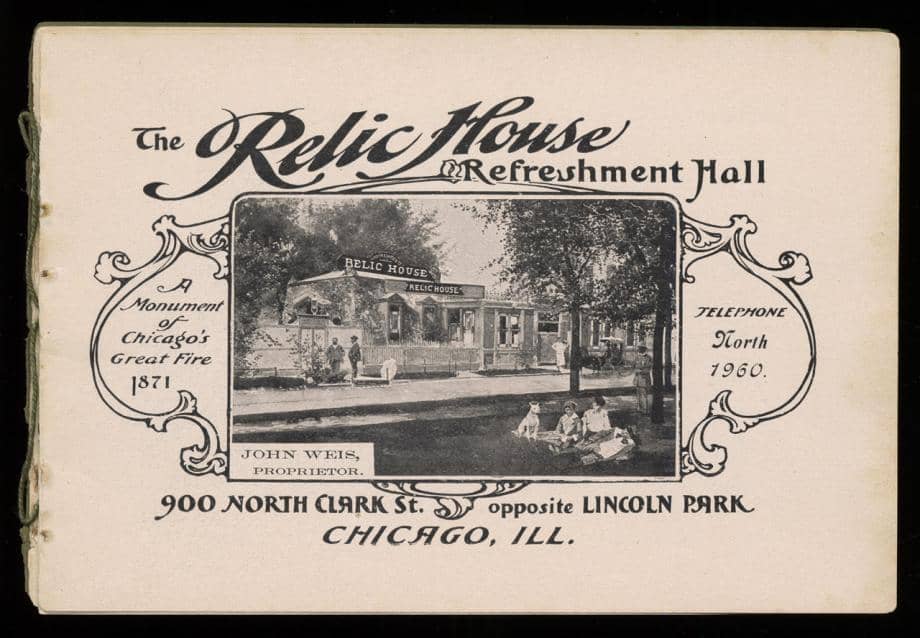 The Relic House
& Refreshment Hall
A
Monument
of
Chicago's
Great Fire
1871
RELIC HOUSE
RELIC HOUSE
TELEPHONE
North
1960.
JOHN WEIS,
PROPRIETOR.
900 NORTH CLARK St. opposite LINCOLN PARK
CHICAGO, ILL.